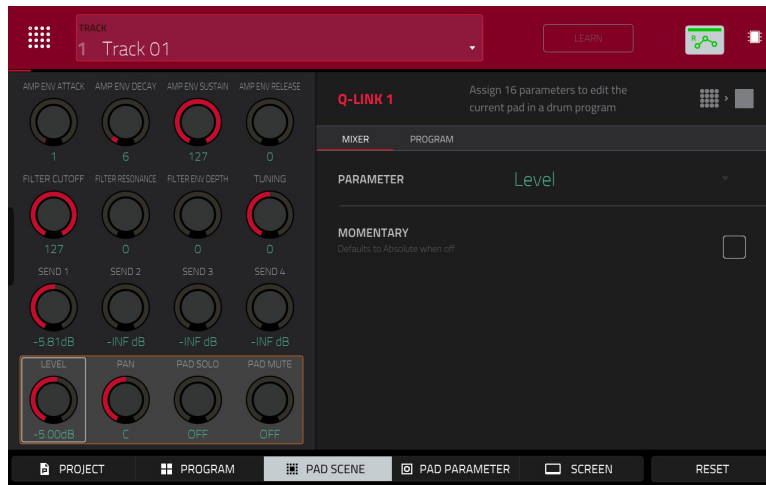 TRACK
1 Track 01
LEARN
R
AMP ENV ATTACK AMP ENV DECAY AMP ENV SUSTAIN AMP ENV RELEASE
1 6 127 0
FILTER CUTOFF FILTER RESONANCE FILTER ENV DEPTH TUNING
127 0 0 0
SEND 1 SEND 2 SEND 3 SEND 4
-5.81dB -INF dB -INF dB -INF dB
LEVEL PAN PAD SOLO PAD MUTE
-5.00dB C OFF OFF
Q-LINK 1
Assign 16 parameters to edit the
current pad in a drum program
MIXER PROGRAM
PARAMETER Level
MOMENTARY
Defaults to Absolute when off
PROJECT PROGRAM PAD SCENE PAD PARAMETER SCREEN RESET